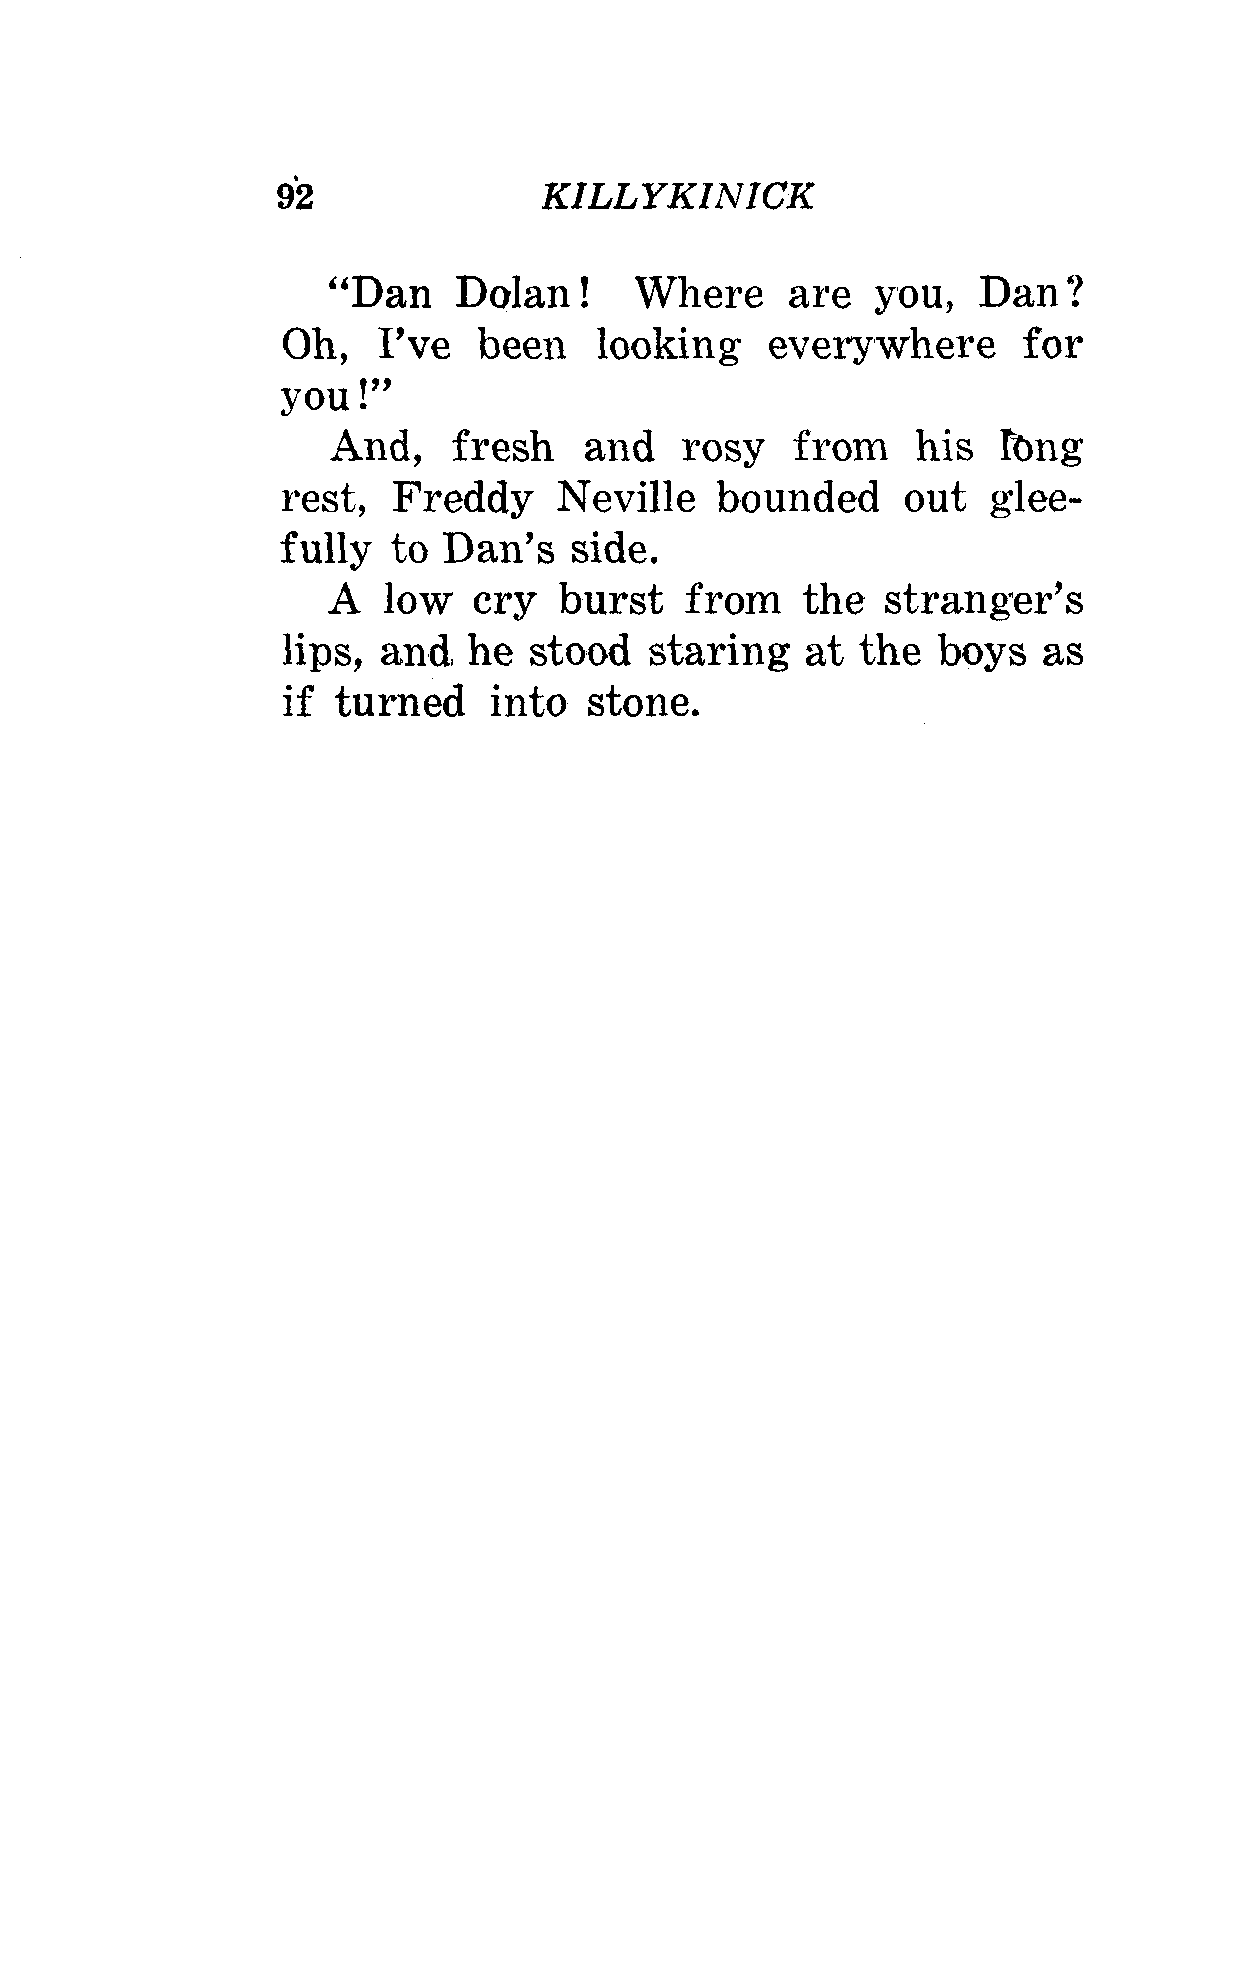 92 KILLYKINICK
"Dan Dolan! Where are you, Dan?
Oh, I've been looking everywhere for
you!"
And, fresh and rosy from his long
rest, Freddy Neville bounded out glee-
fully to Dan's side.
A low cry burst from the stranger's
lips, and he stood staring at the boys as
if turned into stone.